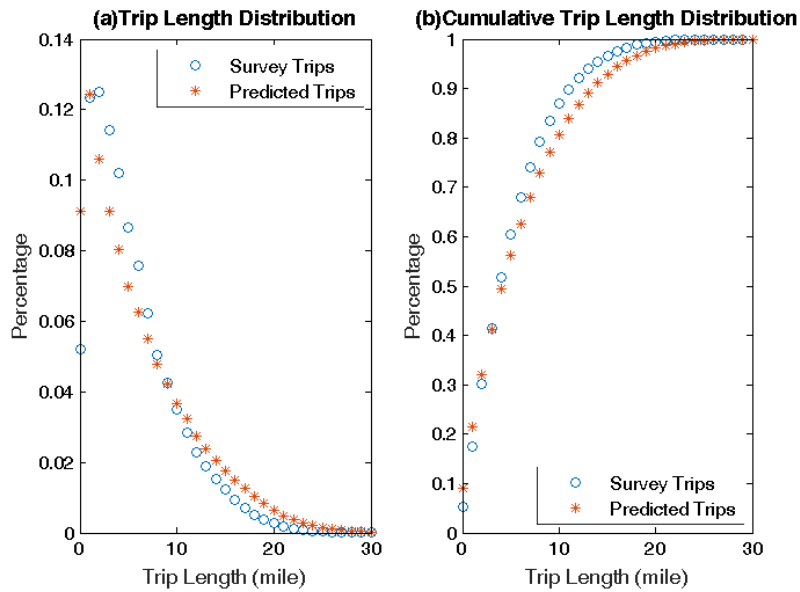 (a)Trip Length Distribution
0.14
0.12
0.1
0.08
0.06
0.04
0.02
0
Percentage
Survey Trips
Predicted Trips
0
10
20
30
Trip Length (mile)
(b)Cumulative Trip Length Distribution
1
0.9
0.8
0.7
0.6
0.5
0.4
0.3
0.2
0.1
0
Percentage
Survey Trips
Predicted Trips
0
10
20
30
Trip Length (mile)